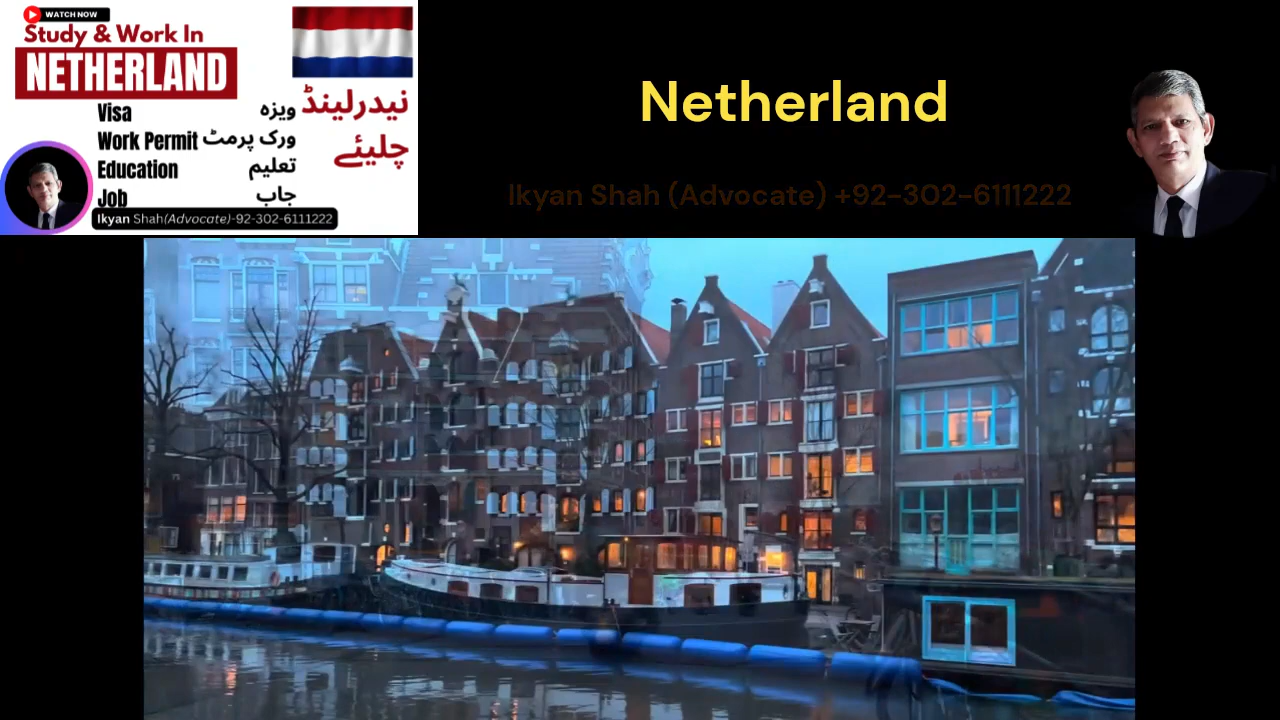 WATCH NOW
Study & Work In
NETHERLAND
نیدرلینڈ
چلیئے
Visa ویزہ
Work Permit ورک پرمٹ
Education تعلیم
Job جاب
Ikyan Shah(Advocate)-92-302-6111222
Netherland
Ikyan Shah (Advocate) +92-302-6111222